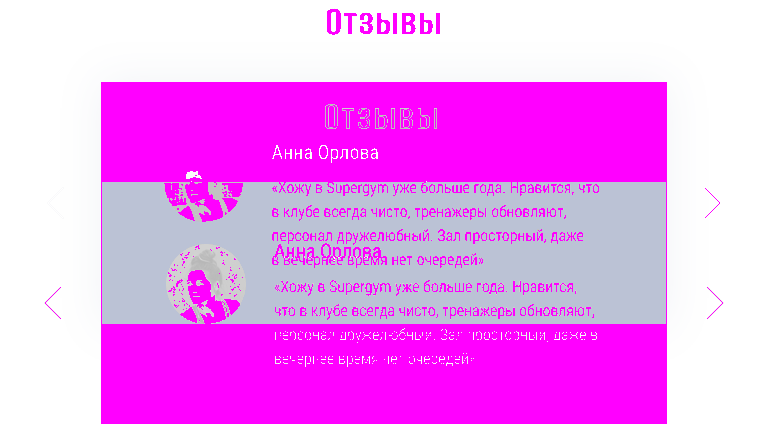 Отзывы
Отзывы
Анна Орлова
«Хожу в Supergym уже больше года. Нравится, что
в клубе всегда чисто, тренажеры обновляют,
персонал дружелюбный. Зал просторный, даже
Анна Орлова
в вечернее время нет очередей»
«Хожу в Supergym уже больше года. Нравится,
что в клубе всегда чисто, тренажеры обновляют,
персонал дружелюбный. Зал просторный, даже в
вечернее время нет очередей»